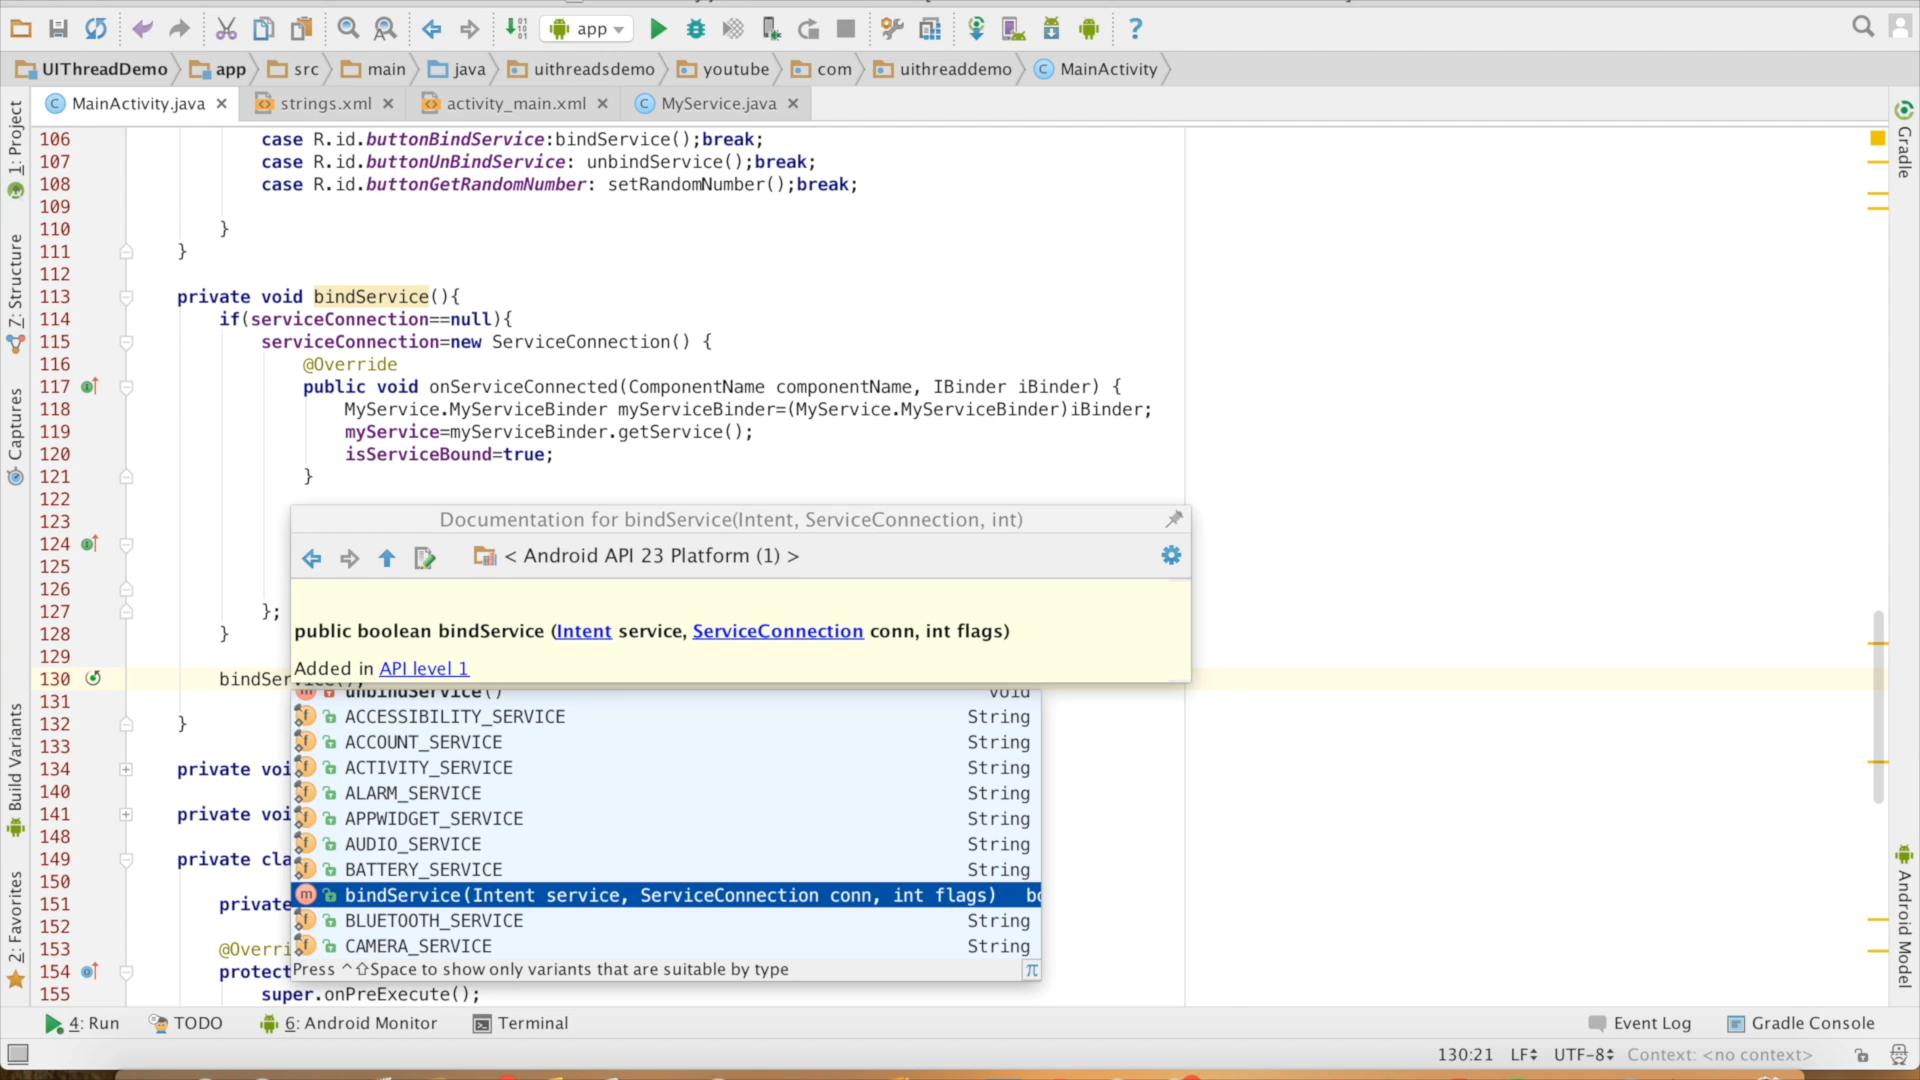 app
UIThreadDemo app src main java uithreadsdemo youtube com uithreaddemo MainActivity
MainActivity.java strings.xml activity_main.xml MyService.java
106 case R.id.buttonBindService:bindService();break;
107 case R.id.buttonUnBindService: unbindService();break;
108 case R.id.buttonGetRandomNumber: setRandomNumber();break;
109
110 }
111 }
112
113 private void bindService(){
114 if(serviceConnection==null){
115 serviceConnection=new ServiceConnection() {
116 @Override
117 public void onServiceConnected(ComponentName componentName, IBinder iBinder) {
118 MyService.MyServiceBinder myServiceBinder=(MyService.MyServiceBinder)iBinder;
119 myService=myServiceBinder.getService();
120 isServiceBound=true;
121 }
122
123
124
125
126
127 };
128 }
129
130 bindSer
131
132 }
133
134 private voi
140
141 private voi
148
149 private cla
150
151 private
152
153 @Overri
154 protect
155 super.onPreExecute();
Documentation for bindService(Intent, ServiceConnection, int)
< Android API 23 Platform (1) >
public boolean bindService (Intent service, ServiceConnection conn, int flags)
Added in API level 1
unbindService() void
ACCESSIBILITY_SERVICE String
ACCOUNT_SERVICE String
ACTIVITY_SERVICE String
ALARM_SERVICE String
APPWIDGET_SERVICE String
AUDIO_SERVICE String
BATTERY_SERVICE String
bindService(Intent service, ServiceConnection conn, int flags) bo
BLUETOOTH_SERVICE String
CAMERA_SERVICE String
Press ^⇧Space to show only variants that are suitable by type π
1: Project
Z: Structure
Captures
Build Variants
2: Favorites
Gradle
Android Model
4: Run TODO 6: Android Monitor Terminal Event Log Gradle Console
130:21 LF UTF-8 Context: <no context>